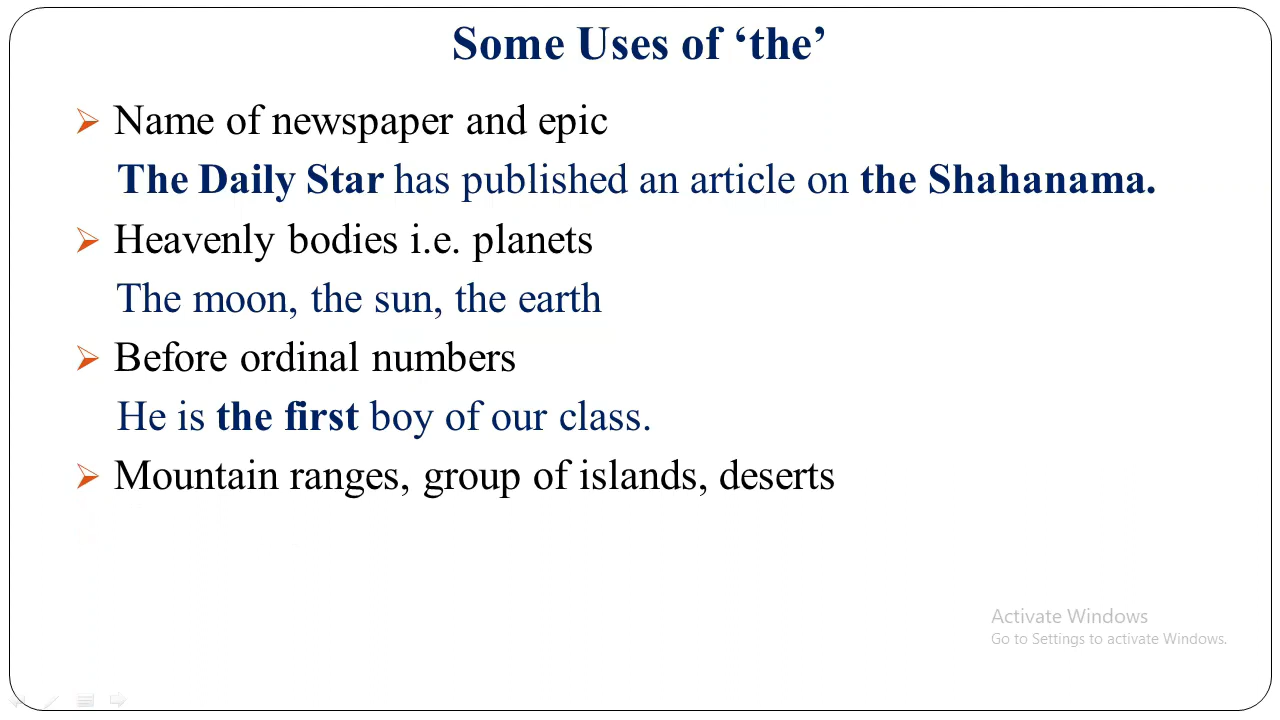 Some Uses of ‘the’
Name of newspaper and epic
The Daily Star has published an article on the Shahanama.
Heavenly bodies i.e. planets
The moon, the sun, the earth
Before ordinal numbers
He is the first boy of our class.
Mountain ranges, group of islands, deserts
Activate Windows
Go to Settings to activate Windows.